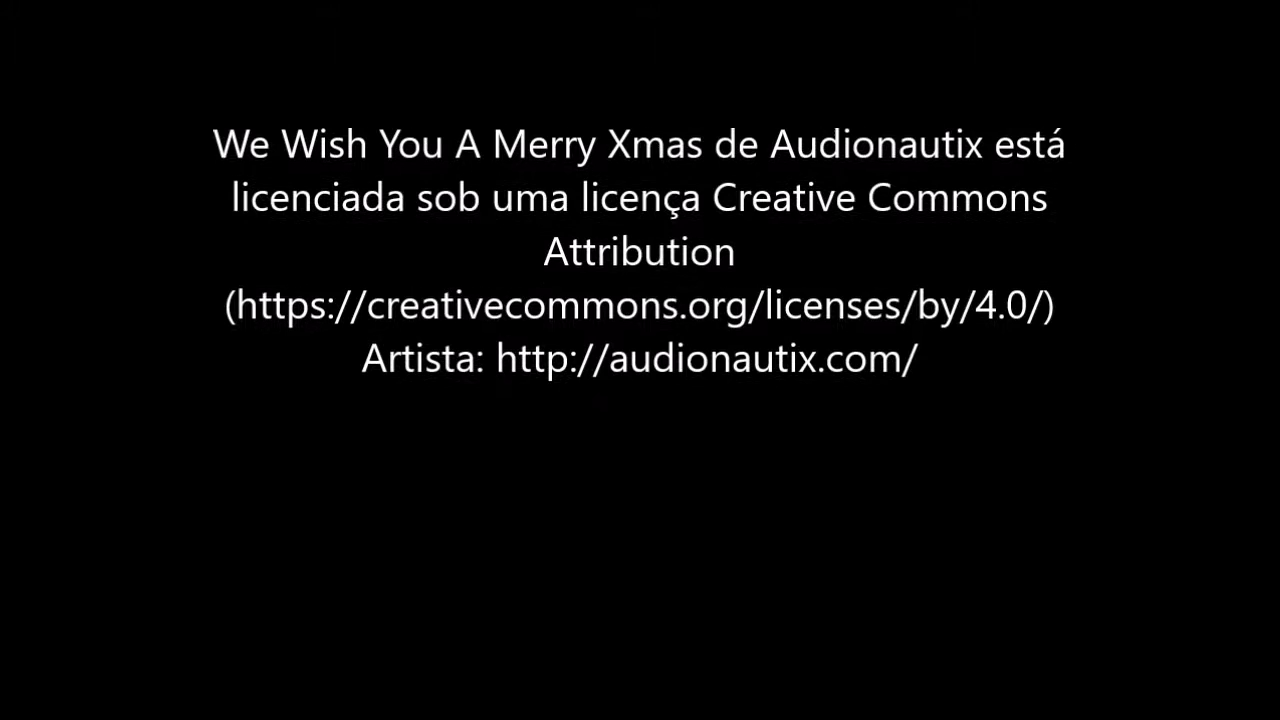 We Wish You A Merry Xmas de Audionautix está
licenciada sob uma licença Creative Commons
Attribution
(https://creativecommons.org/licenses/by/4.0/)
Artista: http://audionautix.com/